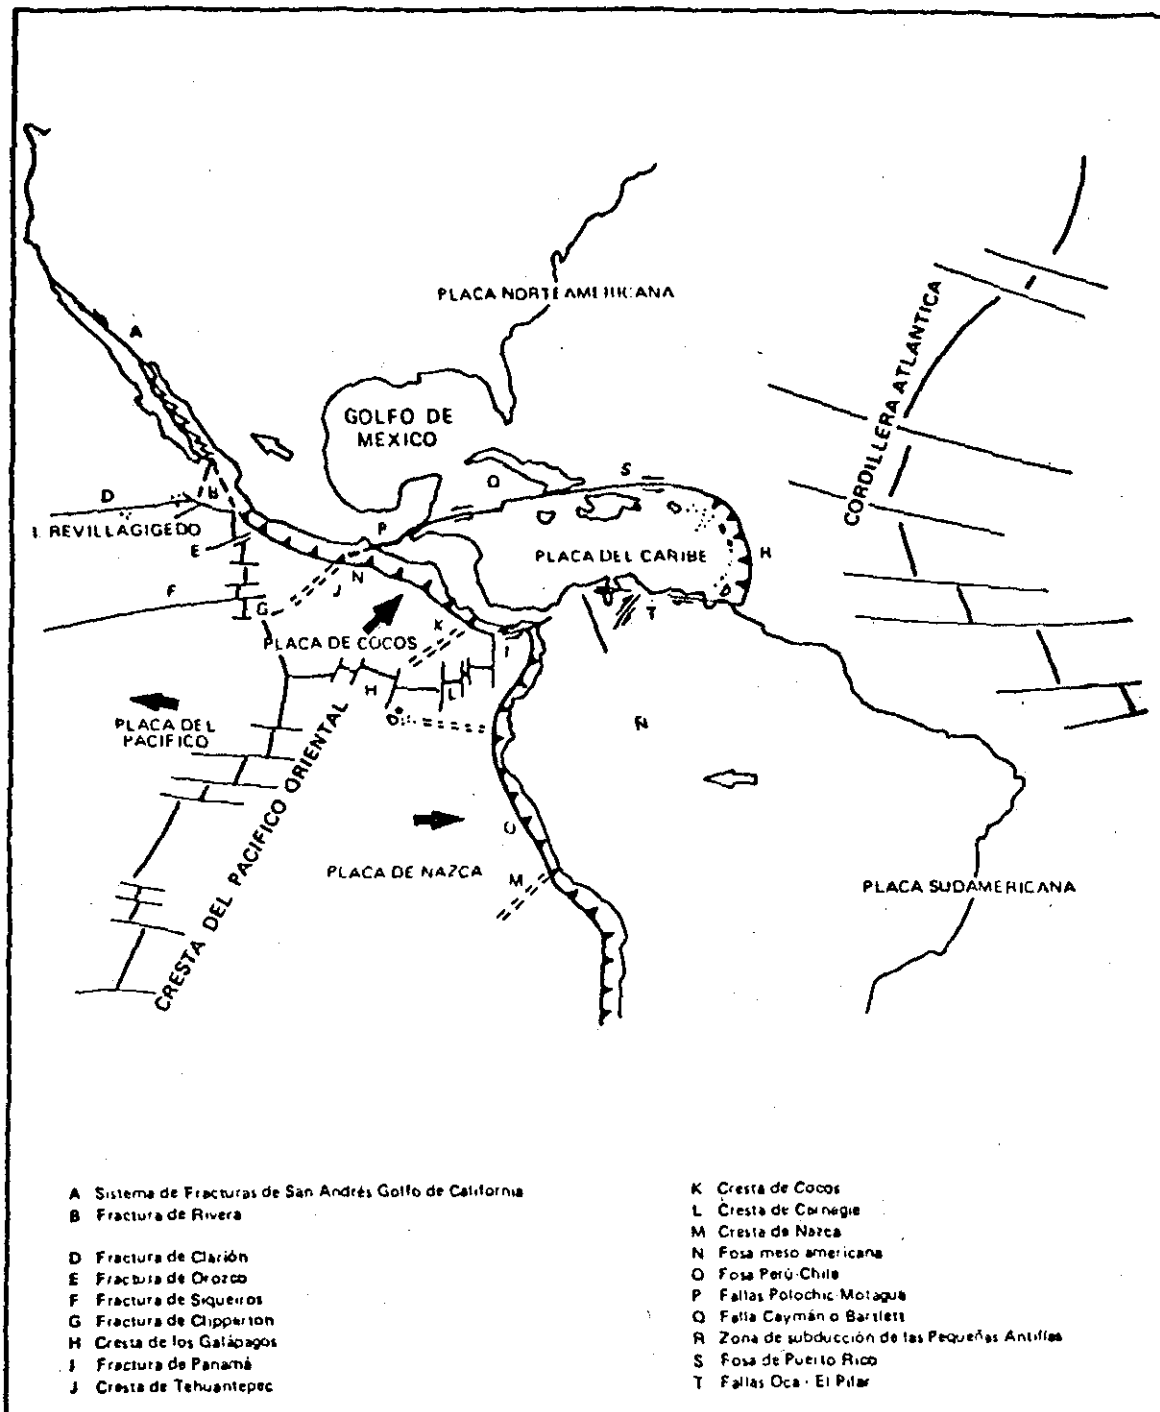 PLACA NORTEAMERICANA
A
GOLFO DE
MEXICO
CORDILLERA ATLANTICA
S
Q
D
B
I. REVILLAGIGEDO
P
E
PLACA DEL CARIBE
H
N
J
F
G
T
K
PLACA DE COCOS
I
H
L
PLACA DEL
PACIFICO
Ñ
CRESTA DEL PACIFICO ORIENTAL
O
PLACA DE NAZCA
M
PLACA SUDAMERICANA
A Sistema de Fracturas de San Andrés Golfo de California
B Fractura de Rivera
D Fractura de Clarión
E Fractura de Orozco
F Fractura de Siqueiros
G Fractura de Clipperton
H Cresta de los Galápagos
I Fractura de Panamá
J Cresta de Tehuantepec
K Cresta de Cocos
L Cresta de Carnegie
M Cresta de Nazca
N Fosa meso americana
O Fosa Perú-Chile
P Fallas Polochic-Motagua
Q Falla Caymán o Bartlett
R Zona de subducción de las Pequeñas Antillas
S Fosa de Puerto Rico
T Fallas Oca - El Pilar